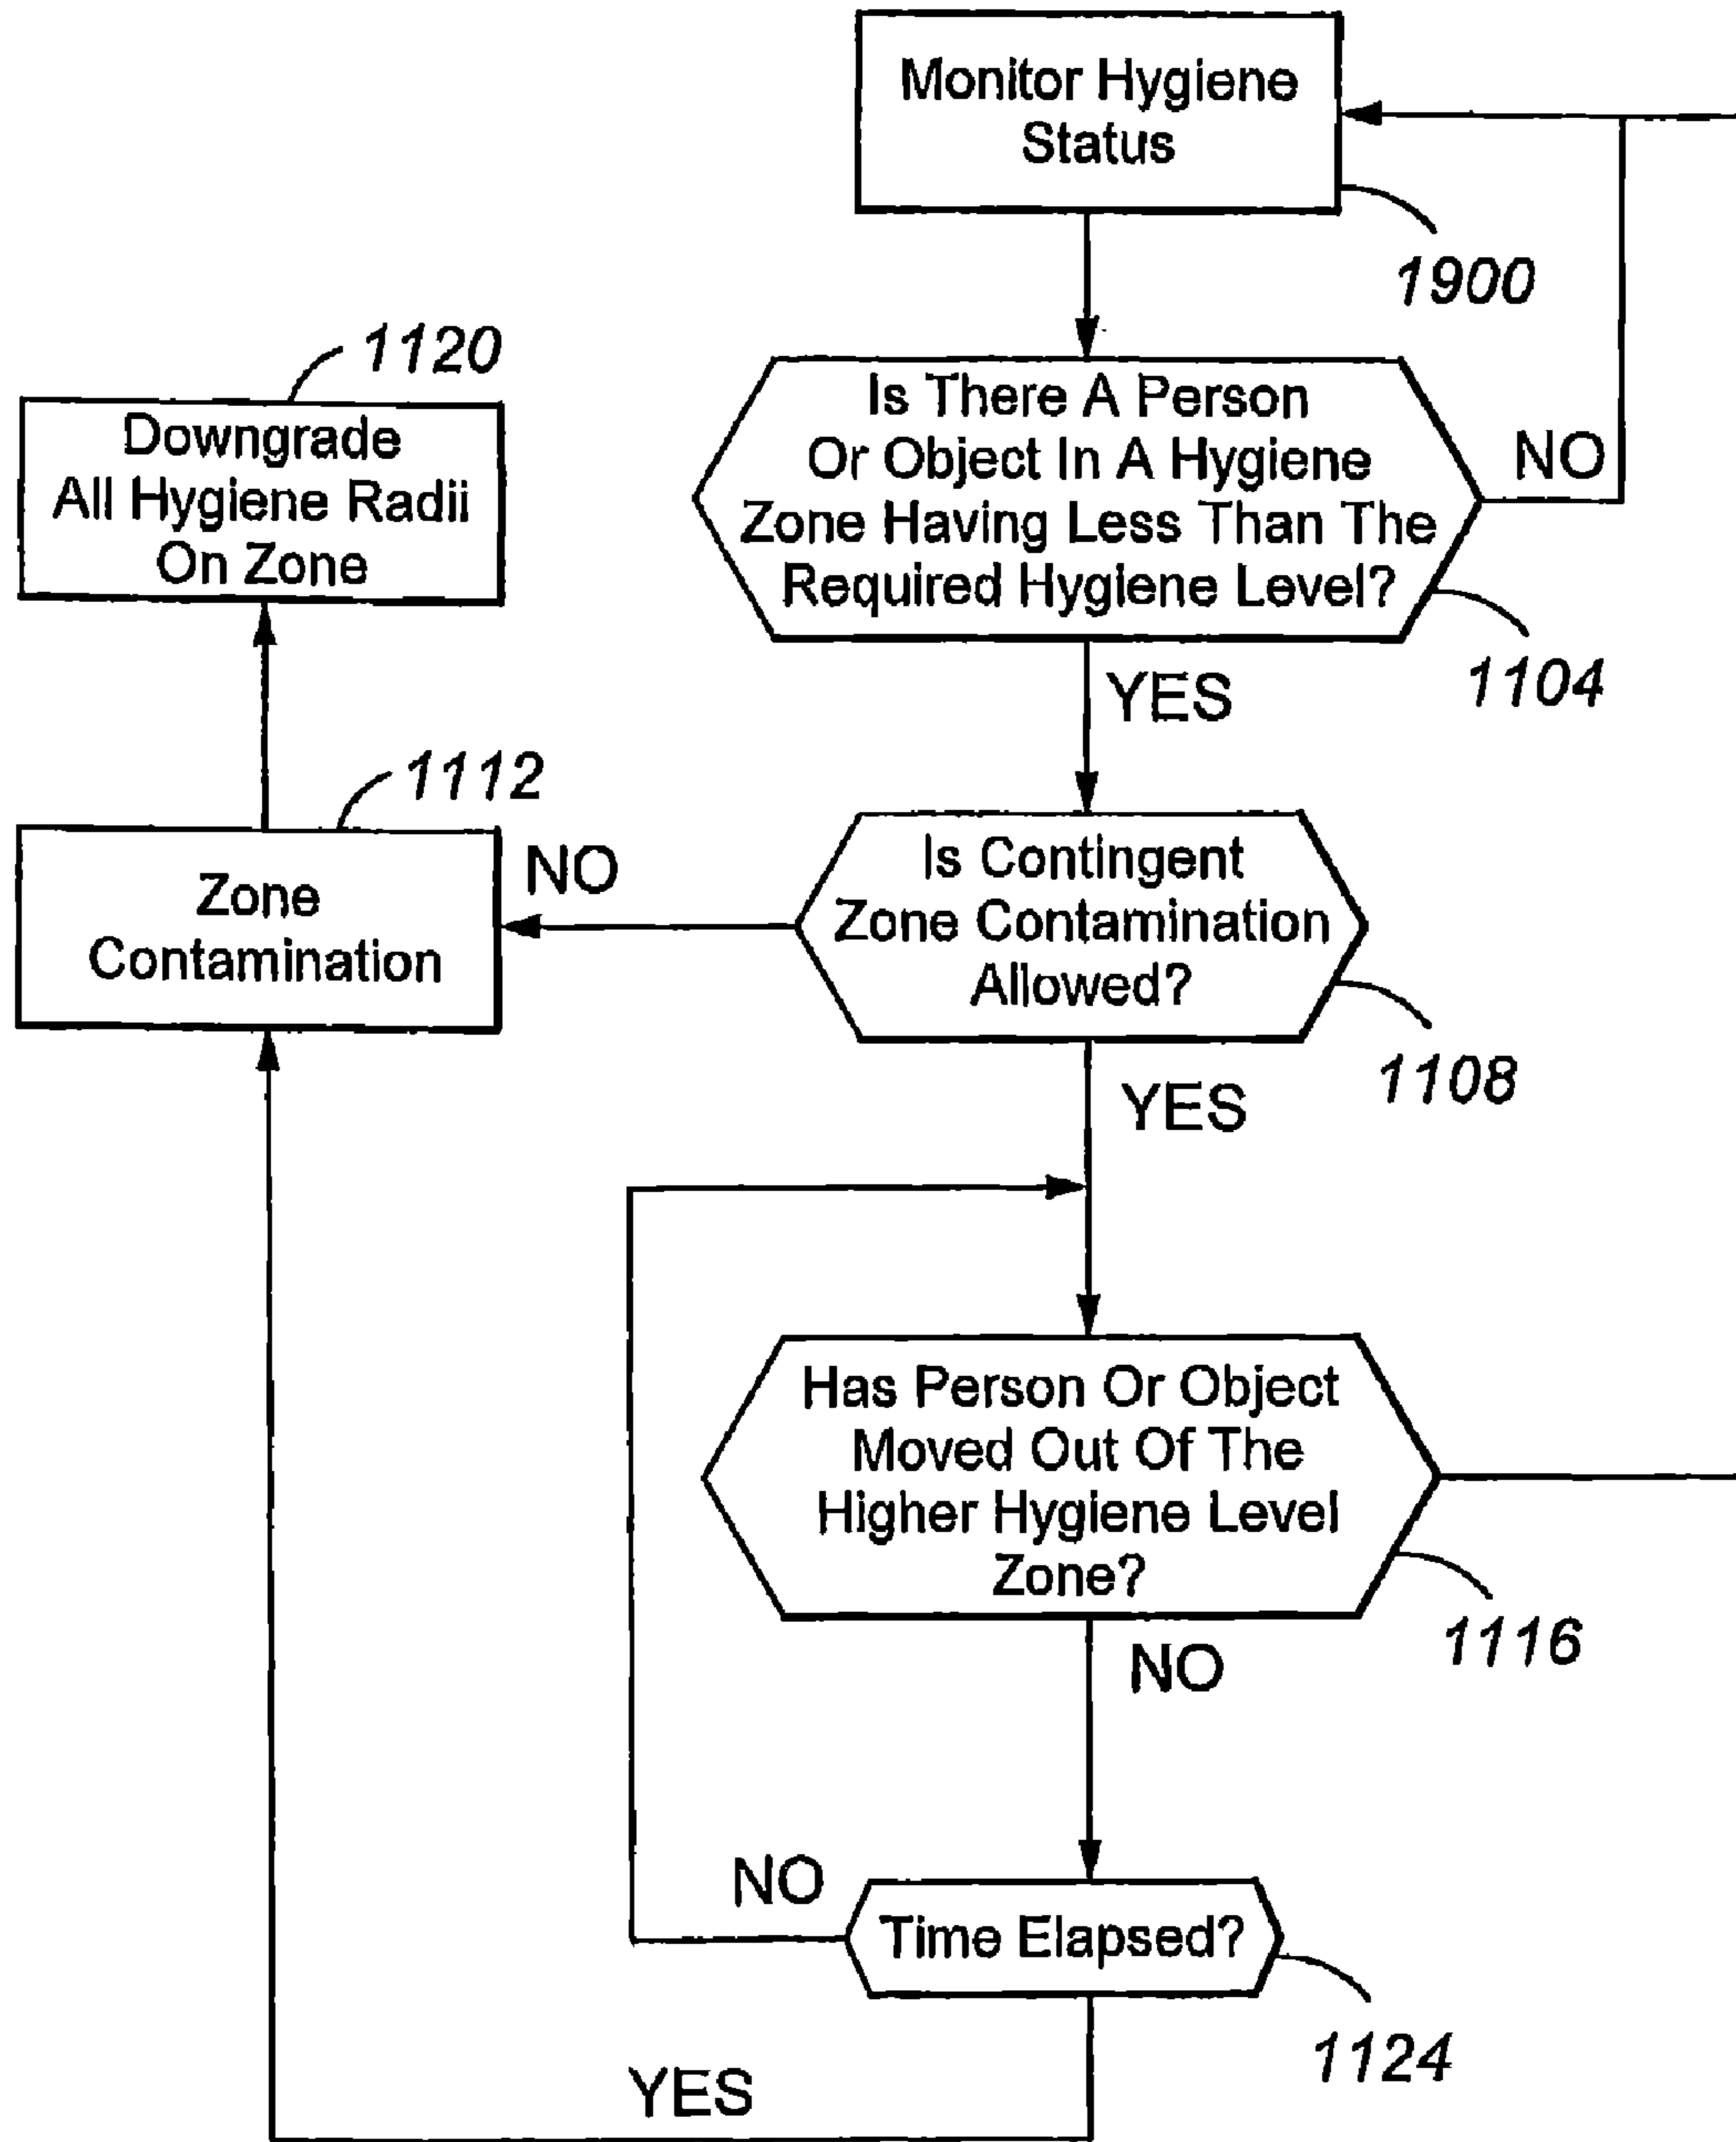 Monitor Hygiene
Status
1900
Is There A Person
Or Object In A Hygiene
Zone Having Less Than The
Required Hygiene Level?
NO
1104
YES
1120
Downgrade
All Hygiene Radii
On Zone
1112
Zone
Contamination
NO
Is Contingent
Zone Contamination
Allowed?
1108
YES
Has Person Or Object
Moved Out Of The
Higher Hygiene Level
Zone?
1116
NO
NO
Time Elapsed?
1124
YES